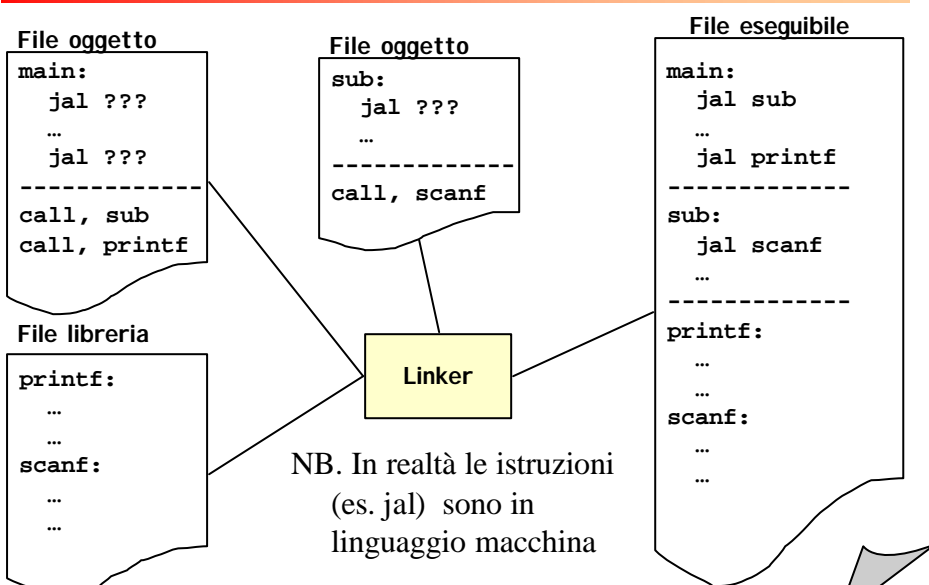 File oggetto
main:
jal ???
…
jal ???
-------------
call, sub
call, printf
File oggetto
sub:
jal ???
…
-------------
call, scanf
File libreria
printf:
…
…
scanf:
…
…
Linker
NB. In realtà le istruzioni
(es. jal) sono in
linguaggio macchina
File eseguibile
main:
jal sub
…
jal printf
-------------
sub:
jal scanf
…
-------------
printf:
…
…
scanf:
…
…